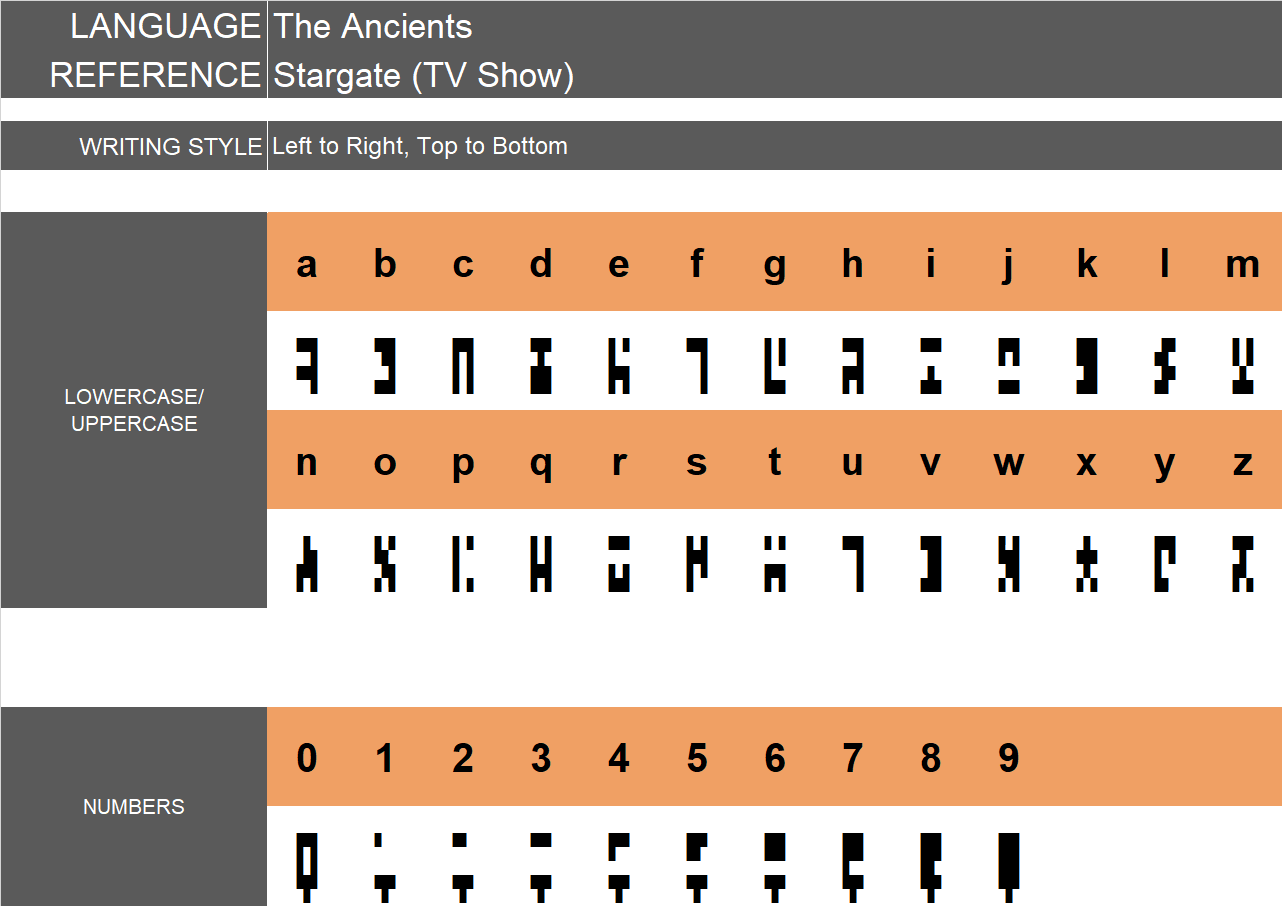 LANGUAGE The Ancients
REFERENCE Stargate (TV Show)
WRITING STYLE Left to Right, Top to Bottom
a b c d e f g h i j k l m
LOWERCASE/
UPPERCASE
n o p q r s t u v w x y z
0 1 2 3 4 5 6 7 8 9
NUMBERS